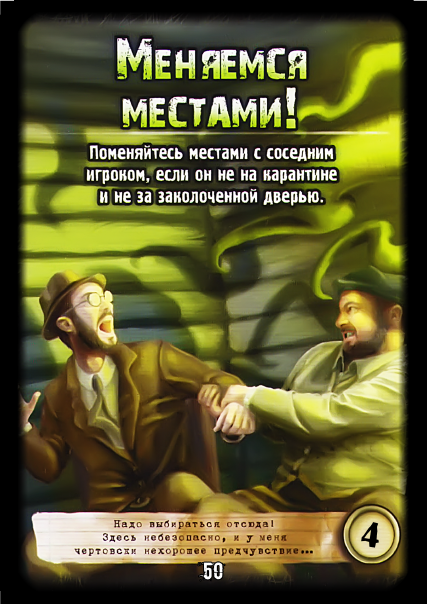 Меняемся
местами!
Поменяйтесь местами с соседним
игроком, если он не на карантине
и не за заколоченной дверью.
Надо выбираться отсюда!
Здесь небезопасно, и у меня
чертовски нехорошее предчувствие...
4
50